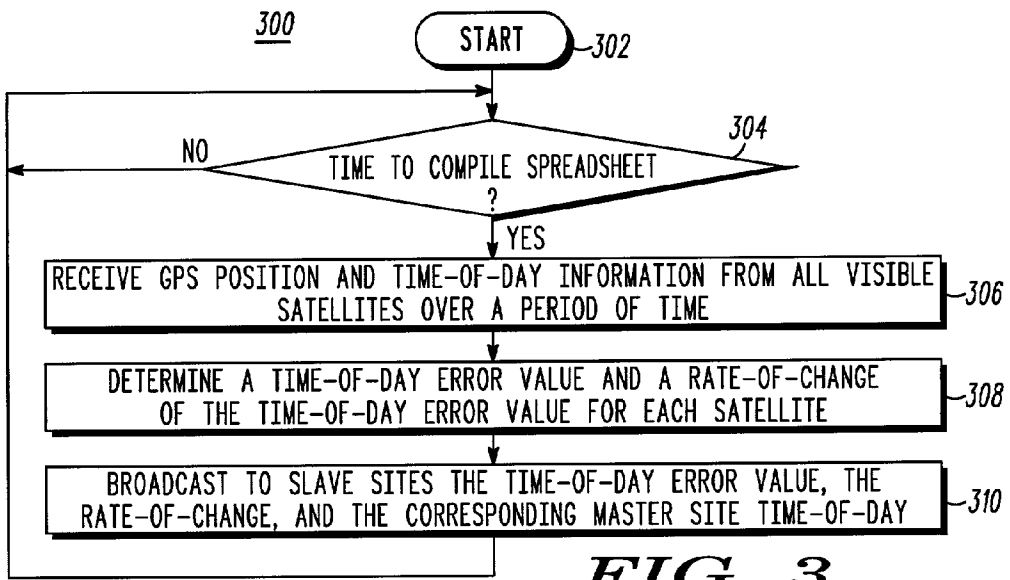 300
START
302
304
NO
TIME TO COMPILE SPREADSHEET
?
YES
RECEIVE GPS POSITION AND TIME-OF-DAY INFORMATION FROM ALL VISIBLE
SATELLITES OVER A PERIOD OF TIME
306
DETERMINE A TIME-OF-DAY ERROR VALUE AND A RATE-OF-CHANGE
OF THE TIME-OF-DAY ERROR VALUE FOR EACH SATELLITE
308
BROADCAST TO SLAVE SITES THE TIME-OF-DAY ERROR VALUE, THE
RATE-OF-CHANGE, AND THE CORRESPONDING MASTER SITE TIME-OF-DAY
310
FIG. 3